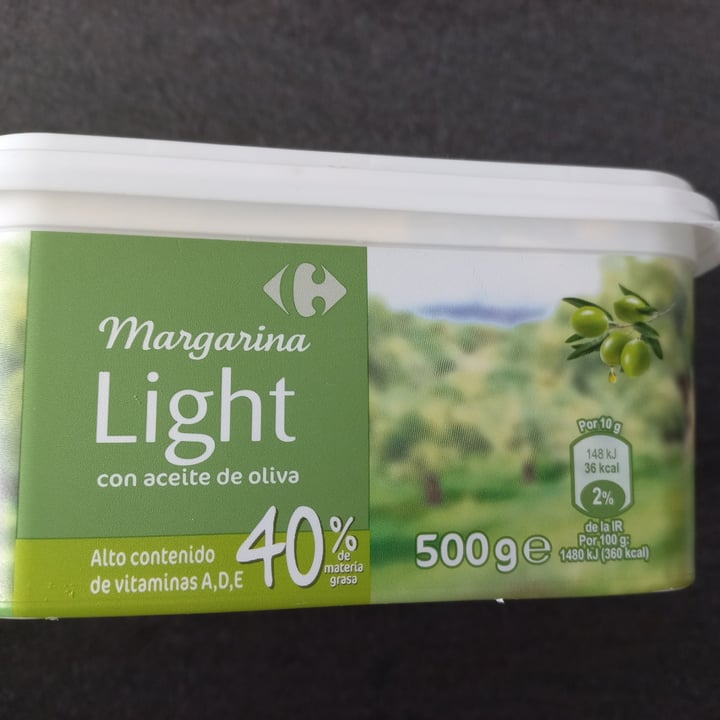 Margarina
Light
con aceite de oliva
Alto contenido
de vitaminas A,D,E
40%
de
materia
grasa
500g e
Por 10 g
148 kJ
36 kcal
2%
de la IR
Por 100g:
1480 kJ (360 kcal)